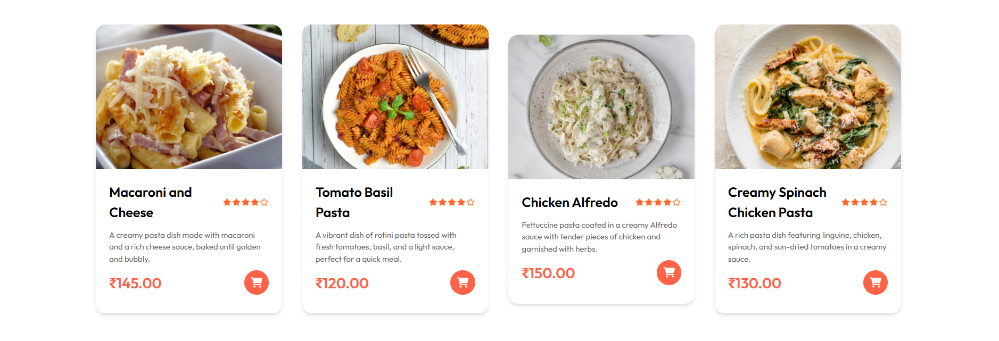 Macaroni and
Cheese
A creamy pasta dish made with macaroni
and a rich cheese sauce, baked until golden
and bubbly.
₹145.00
Tomato Basil
Pasta
A vibrant dish of rotini pasta tossed with
fresh tomatoes, basil, and a light sauce,
perfect for a quick meal.
₹120.00
Chicken Alfredo
Fettuccine pasta coated in a creamy Alfredo
sauce with tender pieces of chicken and
garnished with herbs.
₹150.00
Creamy Spinach
Chicken Pasta
A rich pasta dish featuring linguine, chicken,
spinach, and sun-dried tomatoes in a creamy
sauce.
₹130.00